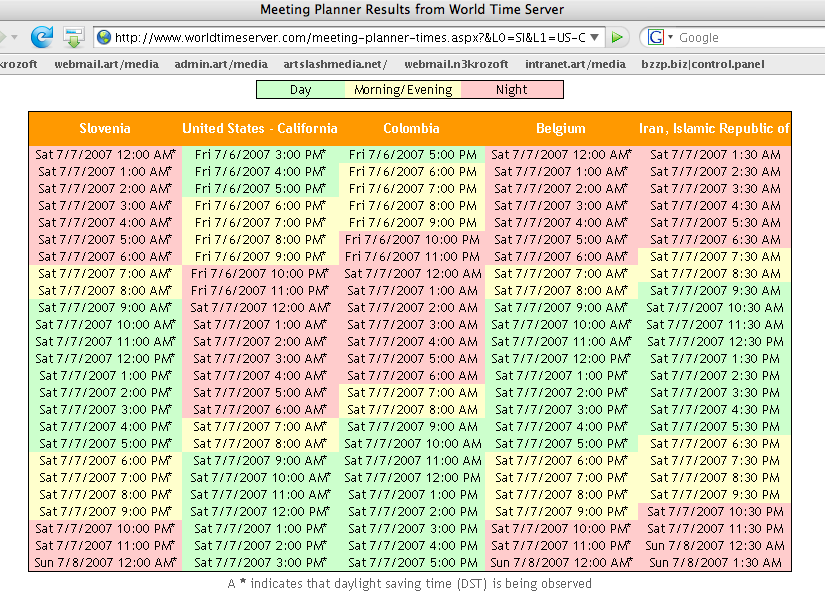 Meeting Planner Results from World Time Server
http://www.worldtimeserver.com/meeting-planner-times.aspx?&L0=SI&L1=US-C
G Google
krozoft webmail.art/media admin.art/media artslashmedia.net/ webmail.n3krozoft intranet.art/media bzzp.biz|control.panel
Day Morning/Evening Night
Slovenia United States - California Colombia Belgium Iran, Islamic Republic of
Sat 7/7/2007 12:00 AM* Fri 7/6/2007 3:00 PM* Fri 7/6/2007 5:00 PM Sat 7/7/2007 12:00 AM* Sat 7/7/2007 1:30 AM
Sat 7/7/2007 1:00 AM* Fri 7/6/2007 4:00 PM* Fri 7/6/2007 6:00 PM Sat 7/7/2007 1:00 AM* Sat 7/7/2007 2:30 AM
Sat 7/7/2007 2:00 AM* Fri 7/6/2007 5:00 PM* Fri 7/6/2007 7:00 PM Sat 7/7/2007 2:00 AM* Sat 7/7/2007 3:30 AM
Sat 7/7/2007 3:00 AM* Fri 7/6/2007 6:00 PM* Fri 7/6/2007 8:00 PM Sat 7/7/2007 3:00 AM* Sat 7/7/2007 4:30 AM
Sat 7/7/2007 4:00 AM* Fri 7/6/2007 7:00 PM* Fri 7/6/2007 9:00 PM Sat 7/7/2007 4:00 AM* Sat 7/7/2007 5:30 AM
Sat 7/7/2007 5:00 AM* Fri 7/6/2007 8:00 PM* Fri 7/6/2007 10:00 PM Sat 7/7/2007 5:00 AM* Sat 7/7/2007 6:30 AM
Sat 7/7/2007 6:00 AM* Fri 7/6/2007 9:00 PM* Fri 7/6/2007 11:00 PM Sat 7/7/2007 6:00 AM* Sat 7/7/2007 7:30 AM
Sat 7/7/2007 7:00 AM* Fri 7/6/2007 10:00 PM* Sat 7/7/2007 12:00 AM Sat 7/7/2007 7:00 AM* Sat 7/7/2007 8:30 AM
Sat 7/7/2007 8:00 AM* Fri 7/6/2007 11:00 PM* Sat 7/7/2007 1:00 AM Sat 7/7/2007 8:00 AM* Sat 7/7/2007 9:30 AM
Sat 7/7/2007 9:00 AM* Sat 7/7/2007 12:00 AM* Sat 7/7/2007 2:00 AM Sat 7/7/2007 9:00 AM* Sat 7/7/2007 10:30 AM
Sat 7/7/2007 10:00 AM* Sat 7/7/2007 1:00 AM* Sat 7/7/2007 3:00 AM Sat 7/7/2007 10:00 AM* Sat 7/7/2007 11:30 AM
Sat 7/7/2007 11:00 AM* Sat 7/7/2007 2:00 AM* Sat 7/7/2007 4:00 AM Sat 7/7/2007 11:00 AM* Sat 7/7/2007 12:30 PM
Sat 7/7/2007 12:00 PM* Sat 7/7/2007 3:00 AM* Sat 7/7/2007 5:00 AM Sat 7/7/2007 12:00 PM* Sat 7/7/2007 1:30 PM
Sat 7/7/2007 1:00 PM* Sat 7/7/2007 4:00 AM* Sat 7/7/2007 6:00 AM Sat 7/7/2007 1:00 PM* Sat 7/7/2007 2:30 PM
Sat 7/7/2007 2:00 PM* Sat 7/7/2007 5:00 AM* Sat 7/7/2007 7:00 AM Sat 7/7/2007 2:00 PM* Sat 7/7/2007 3:30 PM
Sat 7/7/2007 3:00 PM* Sat 7/7/2007 6:00 AM* Sat 7/7/2007 8:00 AM Sat 7/7/2007 3:00 PM* Sat 7/7/2007 4:30 PM
Sat 7/7/2007 4:00 PM* Sat 7/7/2007 7:00 AM* Sat 7/7/2007 9:00 AM Sat 7/7/2007 4:00 PM* Sat 7/7/2007 5:30 PM
Sat 7/7/2007 5:00 PM* Sat 7/7/2007 8:00 AM* Sat 7/7/2007 10:00 AM Sat 7/7/2007 5:00 PM* Sat 7/7/2007 6:30 PM
Sat 7/7/2007 6:00 PM* Sat 7/7/2007 9:00 AM* Sat 7/7/2007 11:00 AM Sat 7/7/2007 6:00 PM* Sat 7/7/2007 7:30 PM
Sat 7/7/2007 7:00 PM* Sat 7/7/2007 10:00 AM* Sat 7/7/2007 12:00 PM Sat 7/7/2007 7:00 PM* Sat 7/7/2007 8:30 PM
Sat 7/7/2007 8:00 PM* Sat 7/7/2007 11:00 AM* Sat 7/7/2007 1:00 PM Sat 7/7/2007 8:00 PM* Sat 7/7/2007 9:30 PM
Sat 7/7/2007 9:00 PM* Sat 7/7/2007 12:00 PM* Sat 7/7/2007 2:00 PM Sat 7/7/2007 9:00 PM* Sat 7/7/2007 10:30 PM
Sat 7/7/2007 10:00 PM* Sat 7/7/2007 1:00 PM* Sat 7/7/2007 3:00 PM Sat 7/7/2007 10:00 PM* Sat 7/7/2007 11:30 PM
Sat 7/7/2007 11:00 PM* Sat 7/7/2007 2:00 PM* Sat 7/7/2007 4:00 PM Sat 7/7/2007 11:00 PM* Sun 7/8/2007 12:30 AM
Sun 7/8/2007 12:00 AM* Sat 7/7/2007 3:00 PM* Sat 7/7/2007 5:00 PM Sun 7/8/2007 12:00 AM* Sun 7/8/2007 1:30 AM
A * indicates that daylight saving time (DST) is being observed